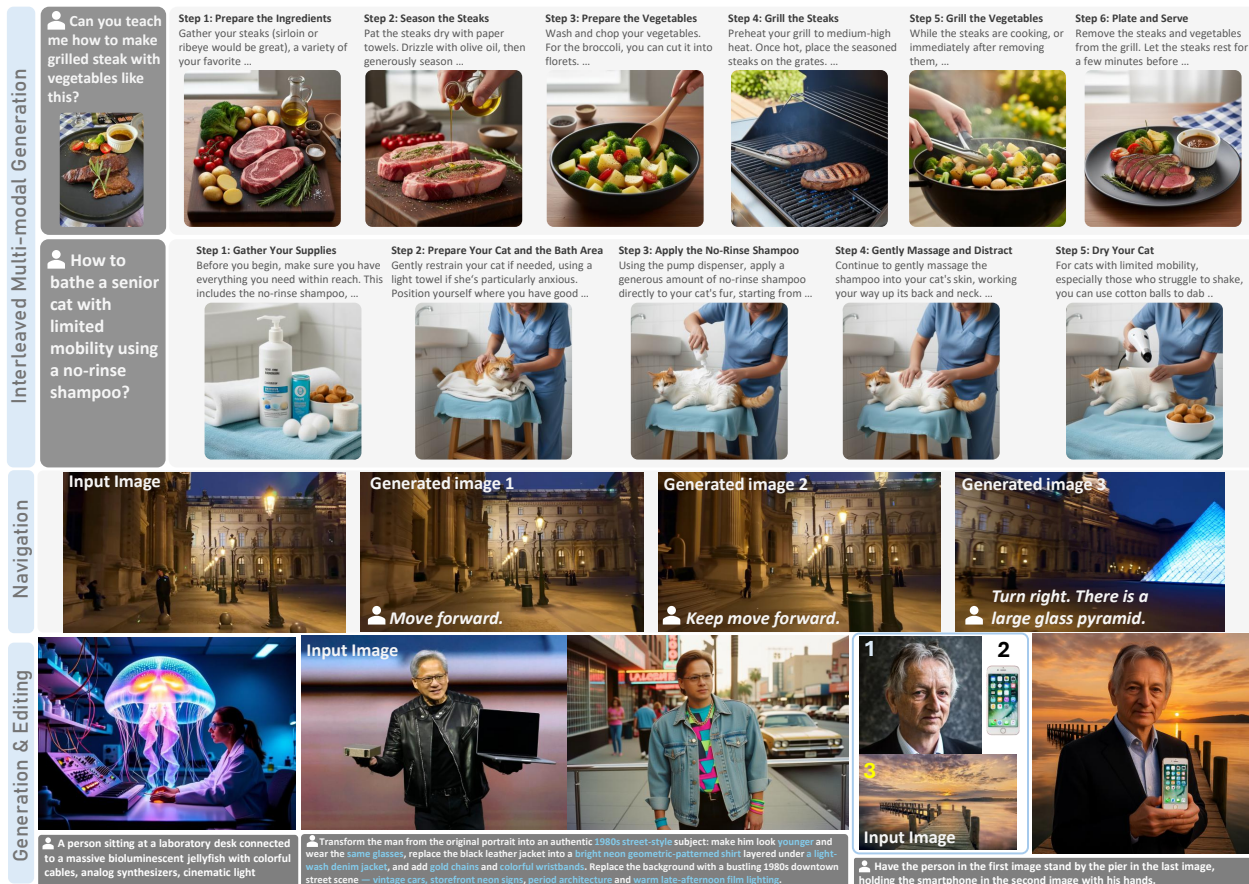 Interleaved Multi-modal Generation
Can you teach
me how to make
grilled steak with
vegetables like
this?
Step 1: Prepare the Ingredients
Gather your steaks (sirloin or
ribeye would be great), a variety of
your favorite ...
Step 2: Season the Steaks
Pat the steaks dry with paper
towels. Drizzle with olive oil, then
generously season ...
Step 3: Prepare the Vegetables
Wash and chop your vegetables.
For the broccoli, you can cut it into
florets. ...
Step 4: Grill the Steaks
Preheat your grill to medium-high
heat. Once hot, place the seasoned
steaks on the grates. ...
Step 5: Grill the Vegetables
While the steaks are cooking, or
immediately after removing
them, ...
Step 6: Plate and Serve
Remove the steaks and vegetables
from the grill. Let the steaks rest for
a few minutes before ...
How to
bathe a senior
cat with
limited
mobility using
a no-rinse
shampoo?
Step 1: Gather Your Supplies
Before you begin, make sure you have
everything you need within reach. This
includes the no-rinse shampoo, ...
Step 2: Prepare Your Cat and the Bath Area
Gently restrain your cat if needed, using a
light towel if she's particularly anxious.
Position yourself where you have good ...
Step 3: Apply the No-Rinse Shampoo
Using the pump dispenser, apply a
generous amount of no-rinse shampoo
directly to your cat's fur, starting from ...
Step 4: Gently Massage and Distract
Continue to gently massage the
shampoo into your cat's skin, working
your way up its back and neck. ...
Step 5: Dry Your Cat
For cats with limited mobility,
especially those who struggle to shake,
you can use cotton balls to dab ..
Navigation
Input Image
Generated image 1
Move forward.
Generated image 2
Keep move forward.
Generated image 3
Turn right. There is a
large glass pyramid.
Generation & Editing
A person sitting at a laboratory desk connected
to a massive bioluminescent jellyfish with colorful
cables, analog synthesizers, cinematic light
Input Image
Transform the man from the original portrait into an authentic 1980s street-style subject: make him look younger and
wear the same glasses, replace the black leather jacket into a bright neon geometric-patterned shirt layered under a light-
wash denim jacket, and add gold chains and colorful wristbands. Replace the background with a bustling 1980s downtown
street scene — vintage cars, storefront neon signs, period architecture and warm late-afternoon film lighting.
1
2
3
Input Image
Have the person in the first image stand by the pier in the last image,
holding the smartphone in the second image with his hands.